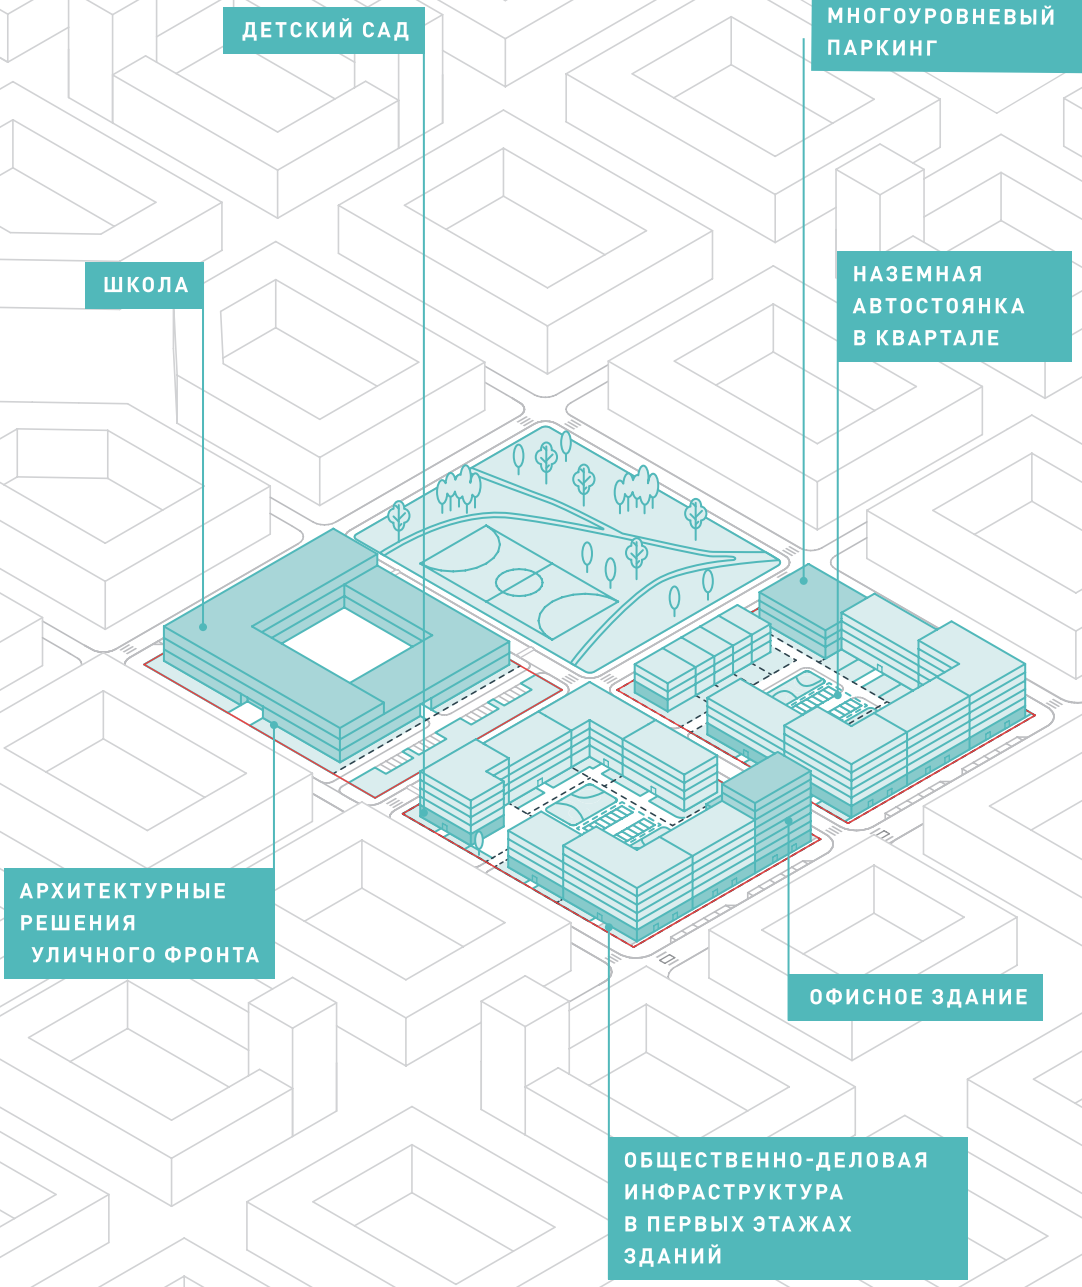 ДЕТСКИЙ САД
МНОГОУРОВНЕВЫЙ
ПАРКИНГ
ШКОЛА
НАЗЕМНАЯ
АВТОСТОЯНКА
В КВАРТАЛЕ
АРХИТЕКТУРНЫЕ
РЕШЕНИЯ
УЛИЧНОГО ФРОНТА
ОФИСНОЕ ЗДАНИЕ
ОБЩЕСТВЕННО-ДЕЛОВАЯ
ИНФРАСТРУКТУРА
В ПЕРВЫХ ЭТАЖАХ
ЗДАНИЙ